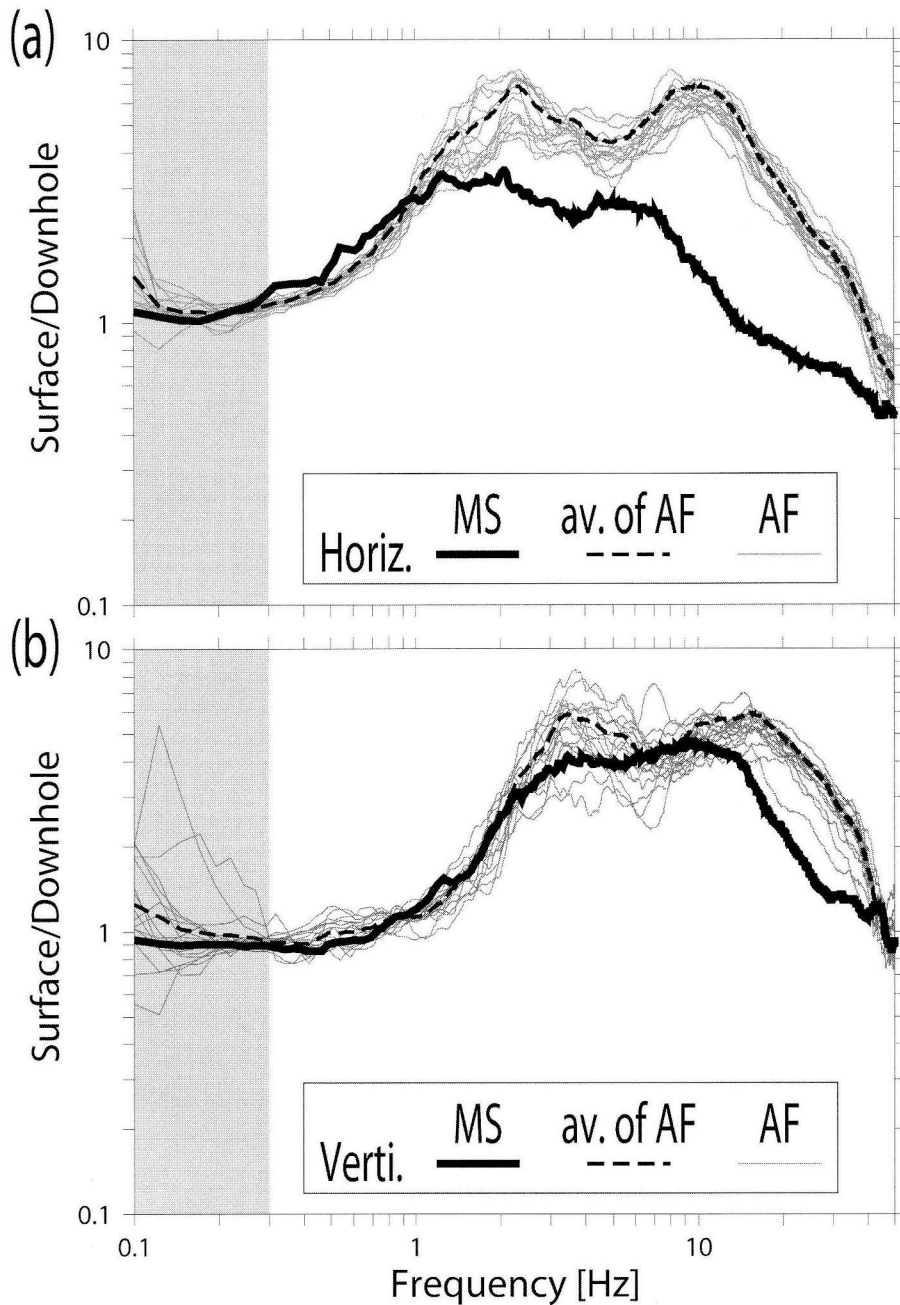 (a)
10
1
0.1
Surface/Downhole
MS av. of AF AF
Horiz.
(b)
10
1
0.1
Surface/Downhole
MS av. of AF AF
Verti.
0.1 1 10
Frequency [Hz]